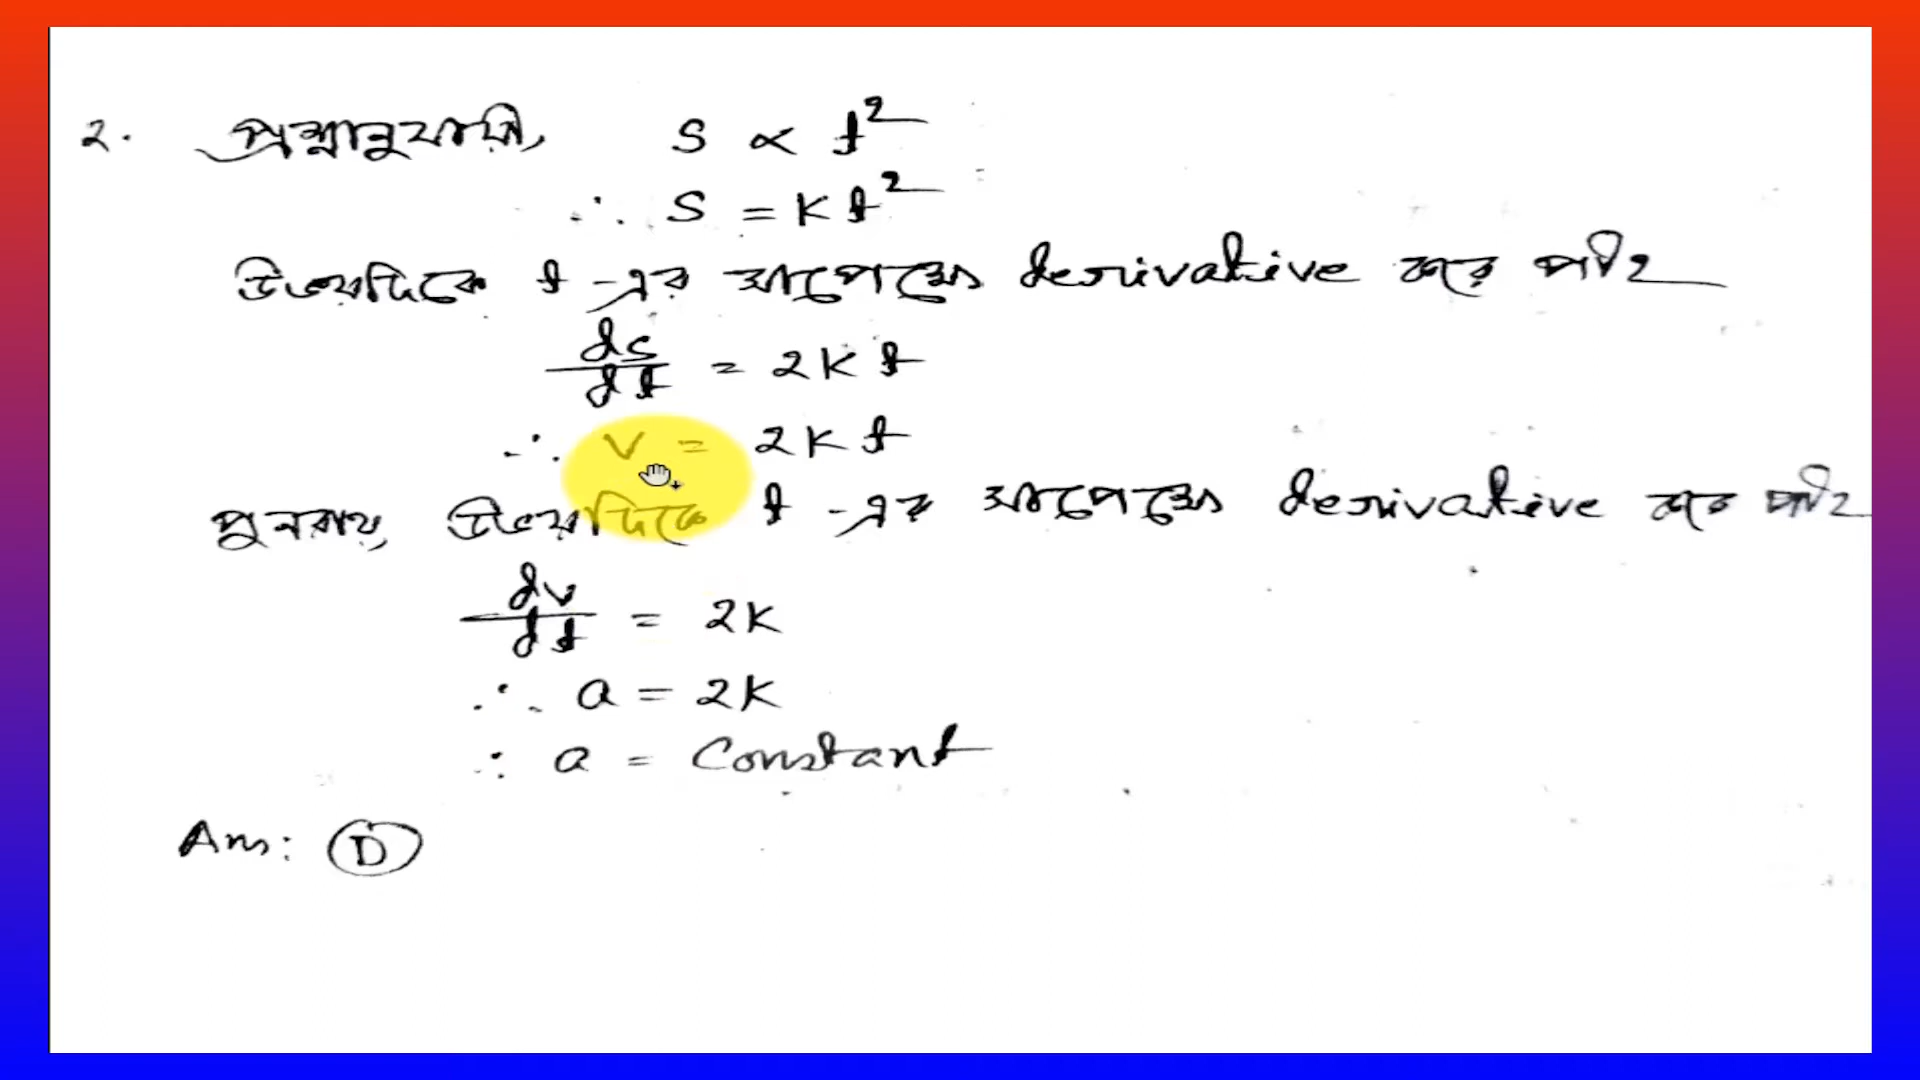 ২. প্রশ্নানুযায়ী, S ∝ t²
∴ S = Kt²
উভয়দিকে t -এর সাপেক্ষে derivative করে পাই
ds/dt = 2Kt
∴ V = 2Kt
পুনরায়, উভয়দিকে t -এর সাপেক্ষে derivative করে পাই
dv/dt = 2K
∴ a = 2K
∴ a = Constant
Ans: D